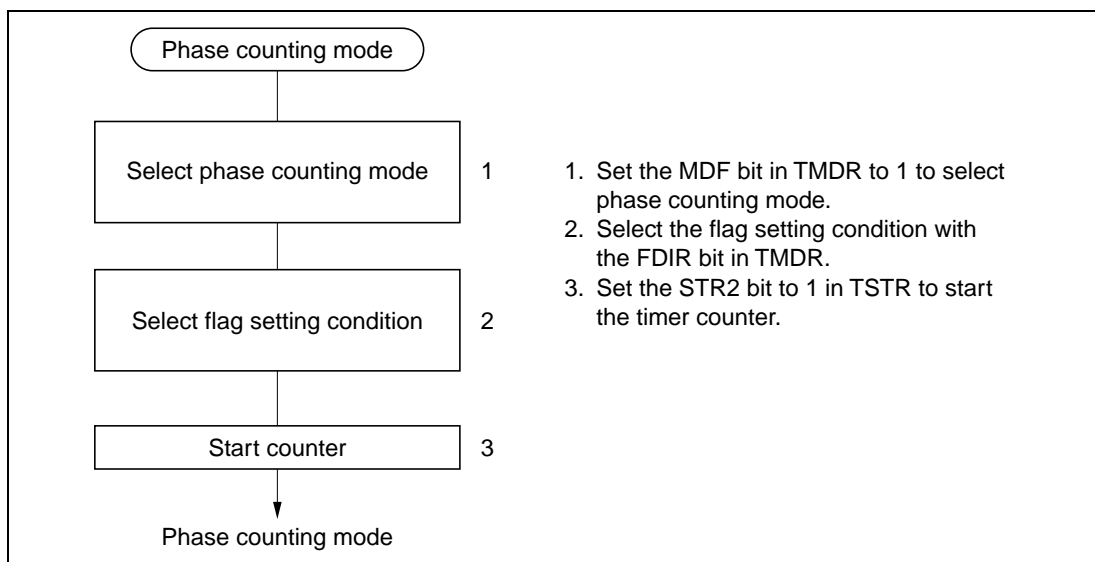 Phase counting mode
Select phase counting mode 1
Select flag setting condition 2
Start counter 3
Phase counting mode
1. Set the MDF bit in TMDR to 1 to select
phase counting mode.
2. Select the flag setting condition with
the FDIR bit in TMDR.
3. Set the STR2 bit to 1 in TSTR to start
the timer counter.